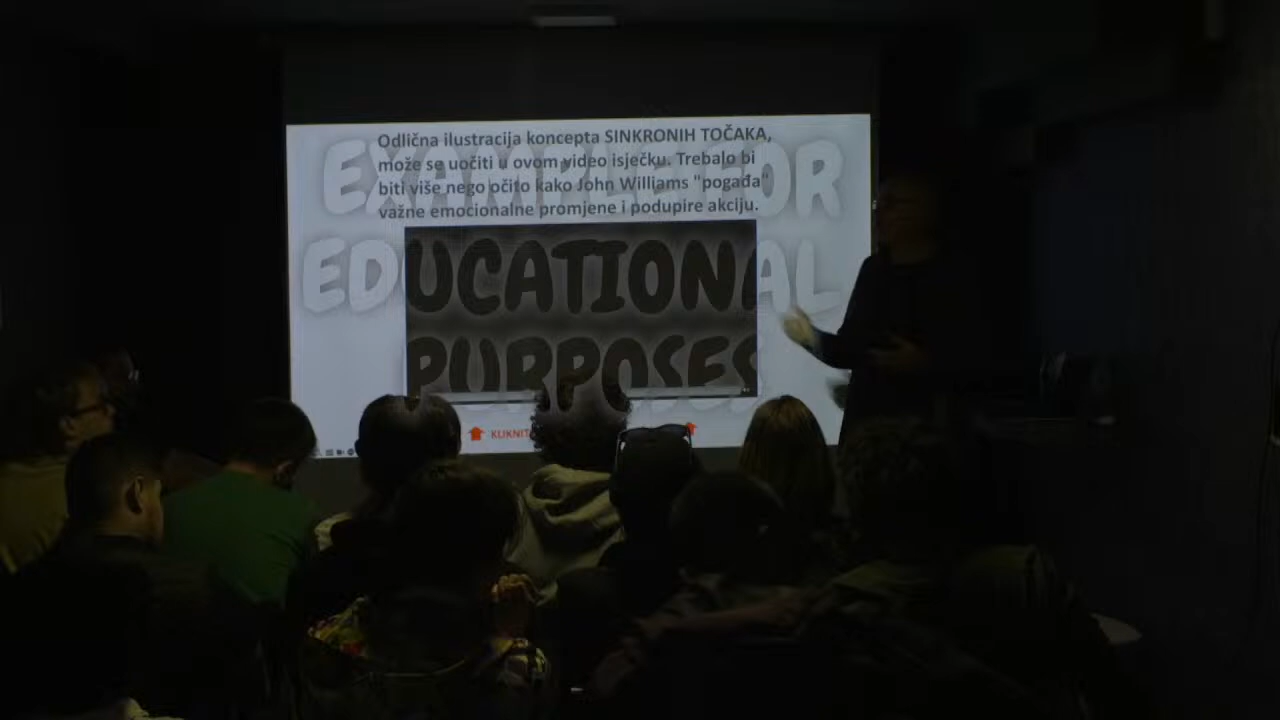 Odlična ilustracija koncepta SINKRONIH TOČAKA,
može se uočiti u ovom video isječku. Trebalo bi
biti više nego očito kako John Williams "pogađa"
važne emocionalne promjene i podupire akciju.
EXAMPLE FOR
EDUCATIONAL
PURPOSES